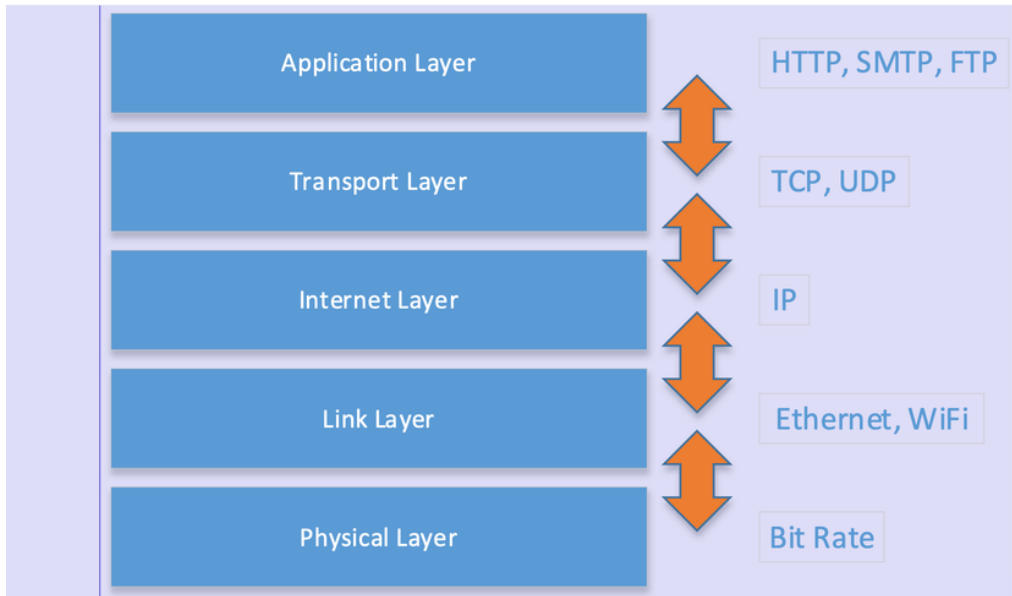 Application Layer
HTTP, SMTP, FTP
Transport Layer
TCP, UDP
Internet Layer
IP
Link Layer
Ethernet, WiFi
Physical Layer
Bit Rate